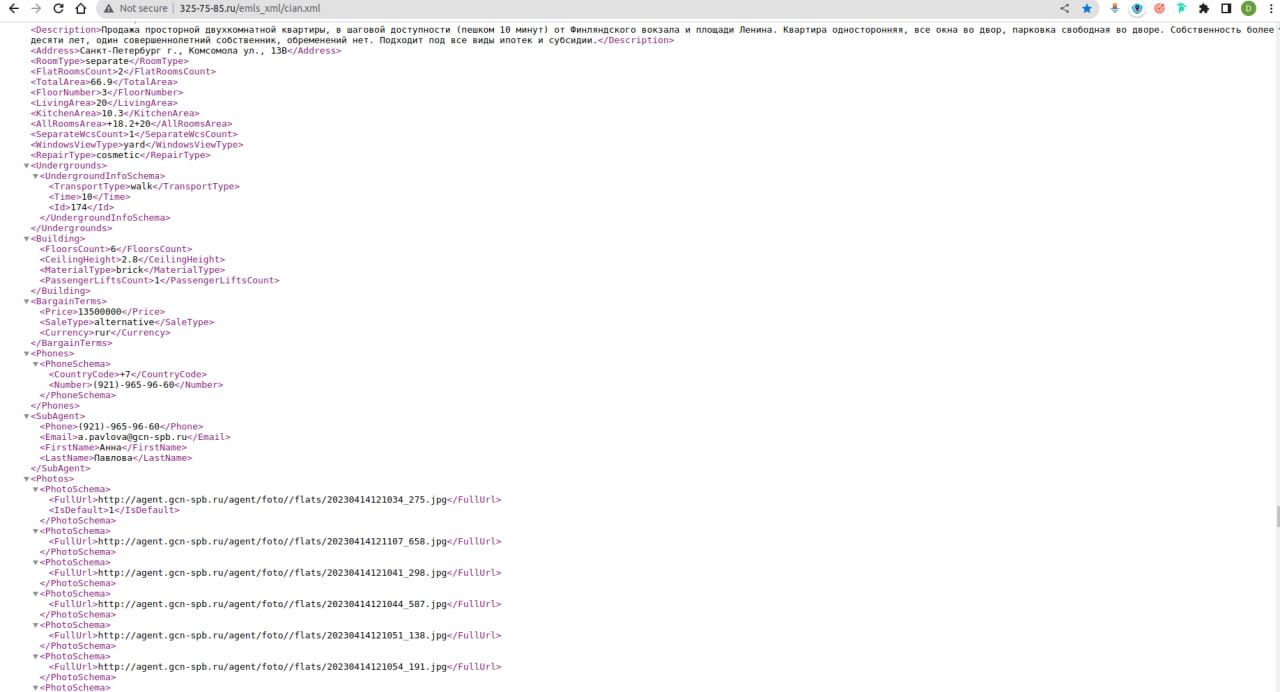 Not secure 325-75-85.ru/emls_xml/cian.xml
D
<Description>Продажа просторной двухкомнатной квартиры, в шаговой доступности (пешком 10 минут) от Финляндского вокзала и площади Ленина. Квартира односторонняя, все окна во двор, парковка свободная во дворе. Собственность более
десяти лет, один совершеннолетний собственник, обременений нет. Подходит под все виды ипотек и субсидии.</Description>
<Address>Санкт-Петербург г., Комсомола ул., 13В</Address>
<RoomType>separate</RoomType>
<FlatRoomsCount>2</FlatRoomsCount>
<TotalArea>66.9</TotalArea>
<FloorNumber>3</FloorNumber>
<LivingArea>20</LivingArea>
<KitchenArea>10.3</KitchenArea>
<AllRoomsArea>+18.2+20</AllRoomsArea>
<SeparateWcsCount>1</SeparateWcsCount>
<WindowsViewType>yard</WindowsViewType>
<RepairType>cosmetic</RepairType>
▼<Undergrounds>
▼<UndergroundInfoSchema>
<TransportType>walk</TransportType>
<Time>10</Time>
<Id>174</Id>
</UndergroundInfoSchema>
</Undergrounds>
▼<Building>
<FloorsCount>6</FloorsCount>
<CeilingHeight>2.8</CeilingHeight>
<MaterialType>brick</MaterialType>
<PassengerLiftsCount>1</PassengerLiftsCount>
</Building>
▼<BargainTerms>
<Price>13500000</Price>
<SaleType>alternative</SaleType>
<Currency>rur</Currency>
</BargainTerms>
▼<Phones>
▼<PhoneSchema>
<CountryCode>+7</CountryCode>
<Number>(921)-965-96-60</Number>
</PhoneSchema>
</Phones>
▼<SubAgent>
<Phone>(921)-965-96-60</Phone>
<Email>a.pavlova@gcn-spb.ru</Email>
<FirstName>Анна</FirstName>
<LastName>Павлова</LastName>
</SubAgent>
▼<Photos>
▼<PhotoSchema>
<FullUrl>http://agent.gcn-spb.ru/agent/foto//flats/20230414121034_275.jpg</FullUrl>
<IsDefault>1</IsDefault>
</PhotoSchema>
▼<PhotoSchema>
<FullUrl>http://agent.gcn-spb.ru/agent/foto//flats/20230414121107_658.jpg</FullUrl>
</PhotoSchema>
▼<PhotoSchema>
<FullUrl>http://agent.gcn-spb.ru/agent/foto//flats/20230414121041_298.jpg</FullUrl>
</PhotoSchema>
▼<PhotoSchema>
<FullUrl>http://agent.gcn-spb.ru/agent/foto//flats/20230414121044_587.jpg</FullUrl>
</PhotoSchema>
▼<PhotoSchema>
<FullUrl>http://agent.gcn-spb.ru/agent/foto//flats/20230414121051_138.jpg</FullUrl>
</PhotoSchema>
▼<PhotoSchema>
<FullUrl>http://agent.gcn-spb.ru/agent/foto//flats/20230414121054_191.jpg</FullUrl>
</PhotoSchema>
▼<PhotoSchema>